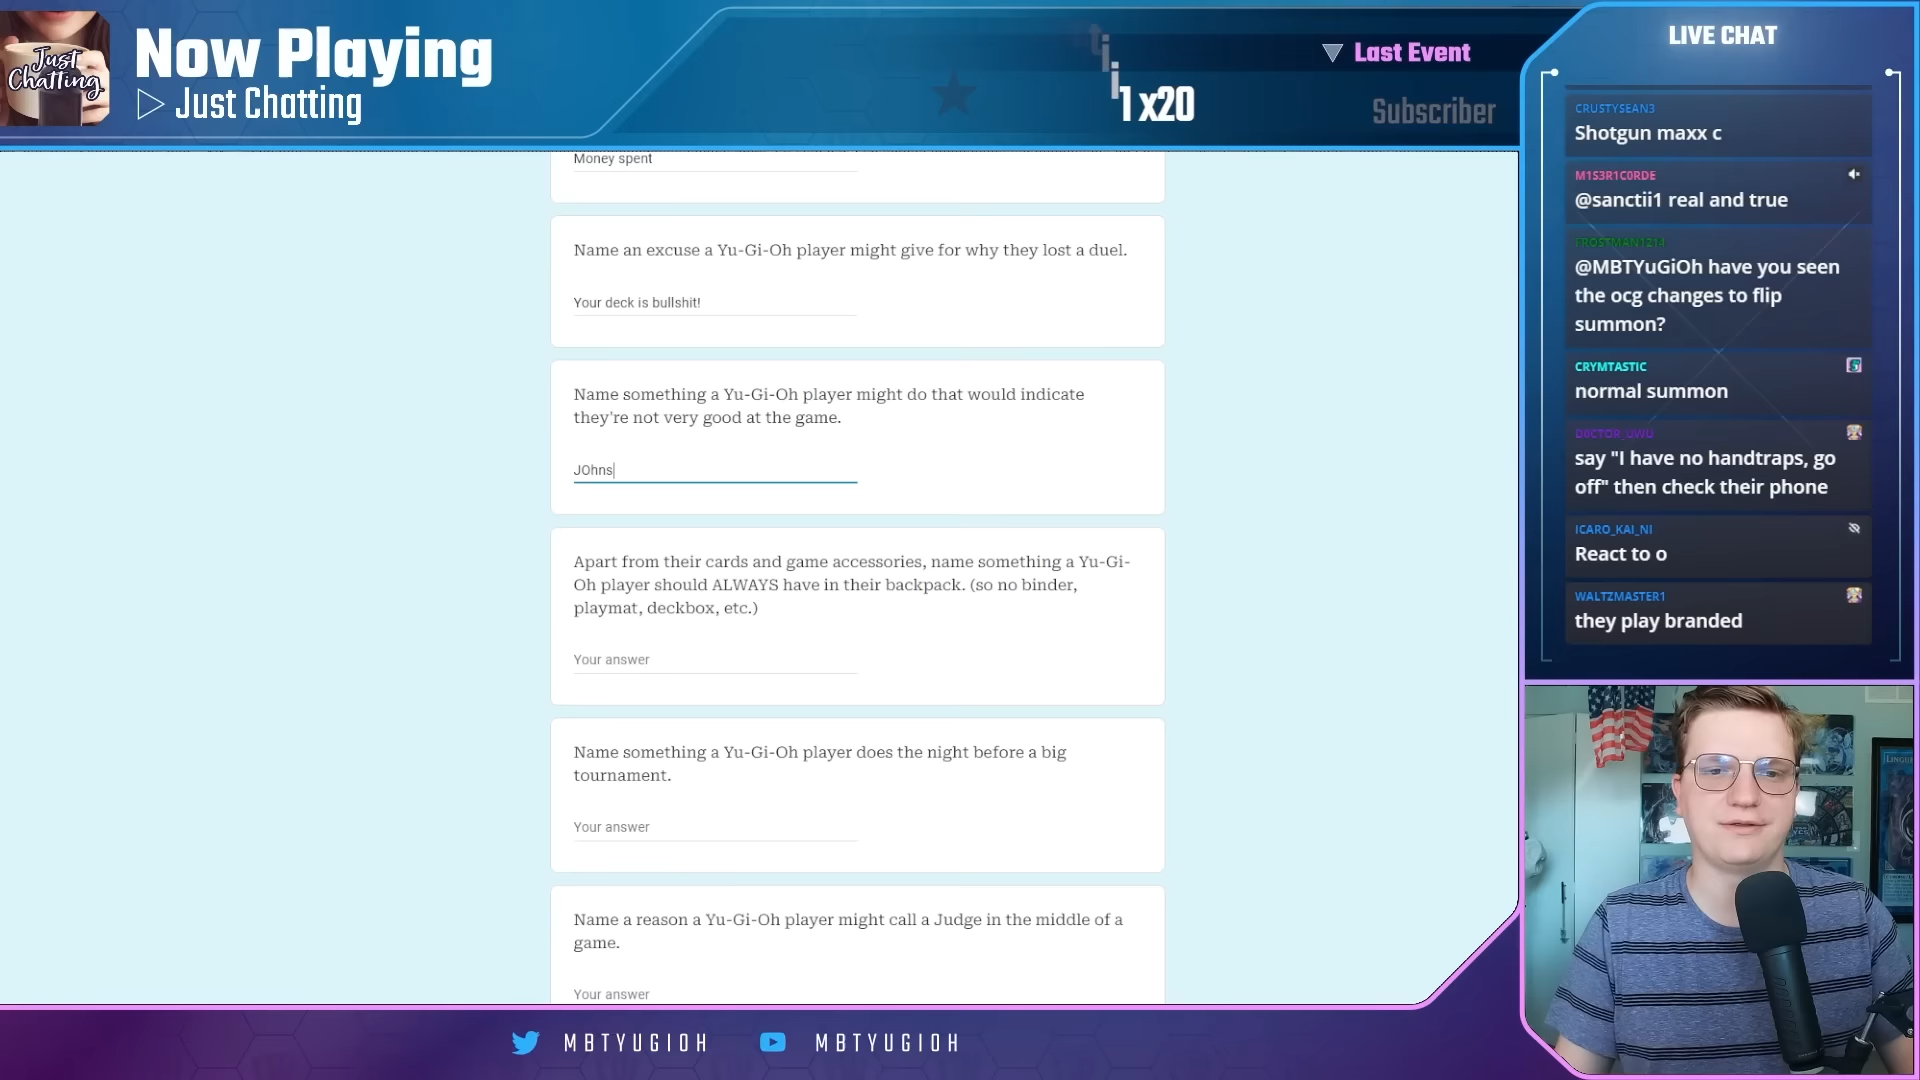 Just
Chatting
Now Playing
Just Chatting
1 x20
Last Event
Subscriber
LIVE CHAT
Money spent
Name an excuse a Yu-Gi-Oh player might give for why they lost a duel.
Your deck is bullshit!
Name something a Yu-Gi-Oh player might do that would indicate
they're not very good at the game.
JOhns
Apart from their cards and game accessories, name something a Yu-Gi-
Oh player should ALWAYS have in their backpack. (so no binder,
playmat, deckbox, etc.)
Your answer
Name something a Yu-Gi-Oh player does the night before a big
tournament.
Your answer
Name a reason a Yu-Gi-Oh player might call a Judge in the middle of a
game.
Your answer
CRUSTYSEAN3
Shotgun maxx c
M1S3R1C0RDE
@sanctii1 real and true
FROSTMAN1214
@MBTYuGiOh have you seen
the ocg changes to flip
summon?
CRYMTASTIC
normal summon
D0CTOR_UWU
say "I have no handtraps, go
off" then check their phone
ICARO_KAI_NI
React to o
WALTZMASTER1
they play branded
MBTYUGIOH
MBTYUGIOH